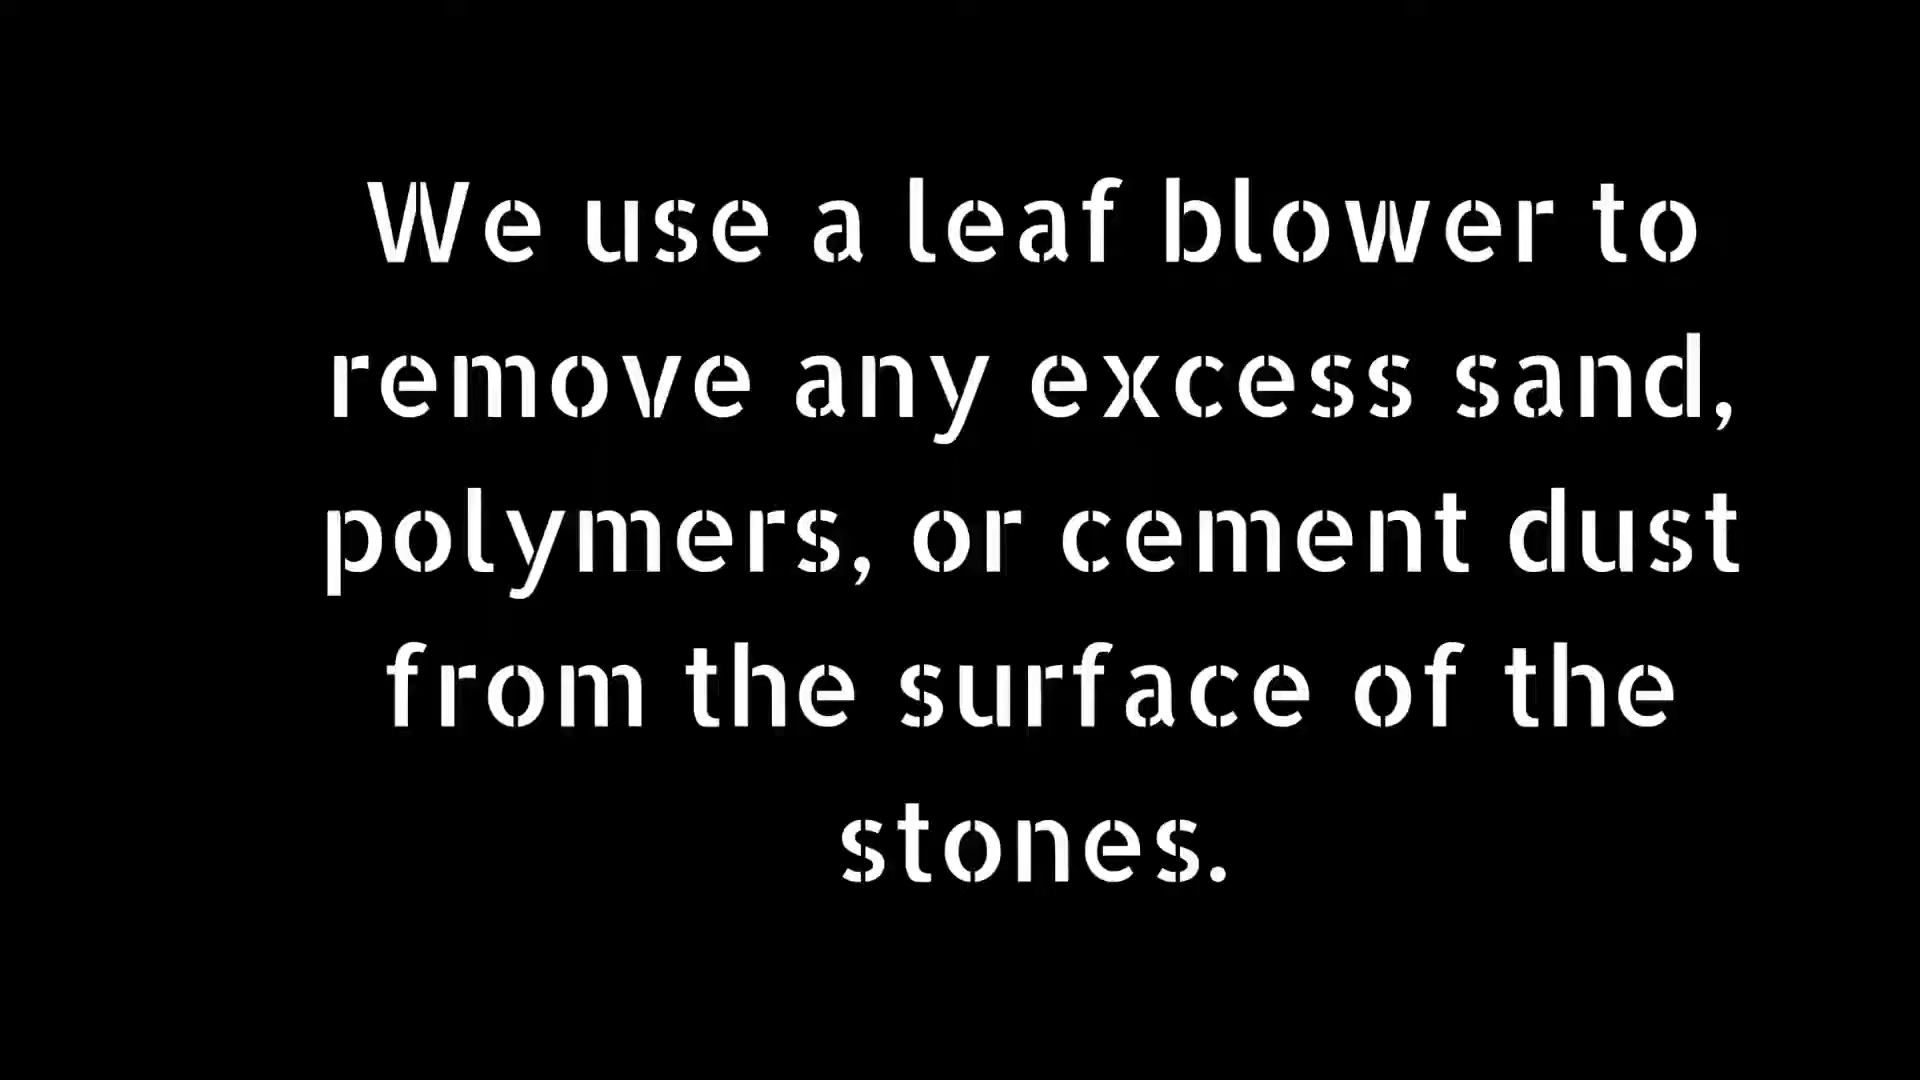 We use a leaf blower to
remove any excess sand,
polymers, or cement dust
from the surface of the
stones.